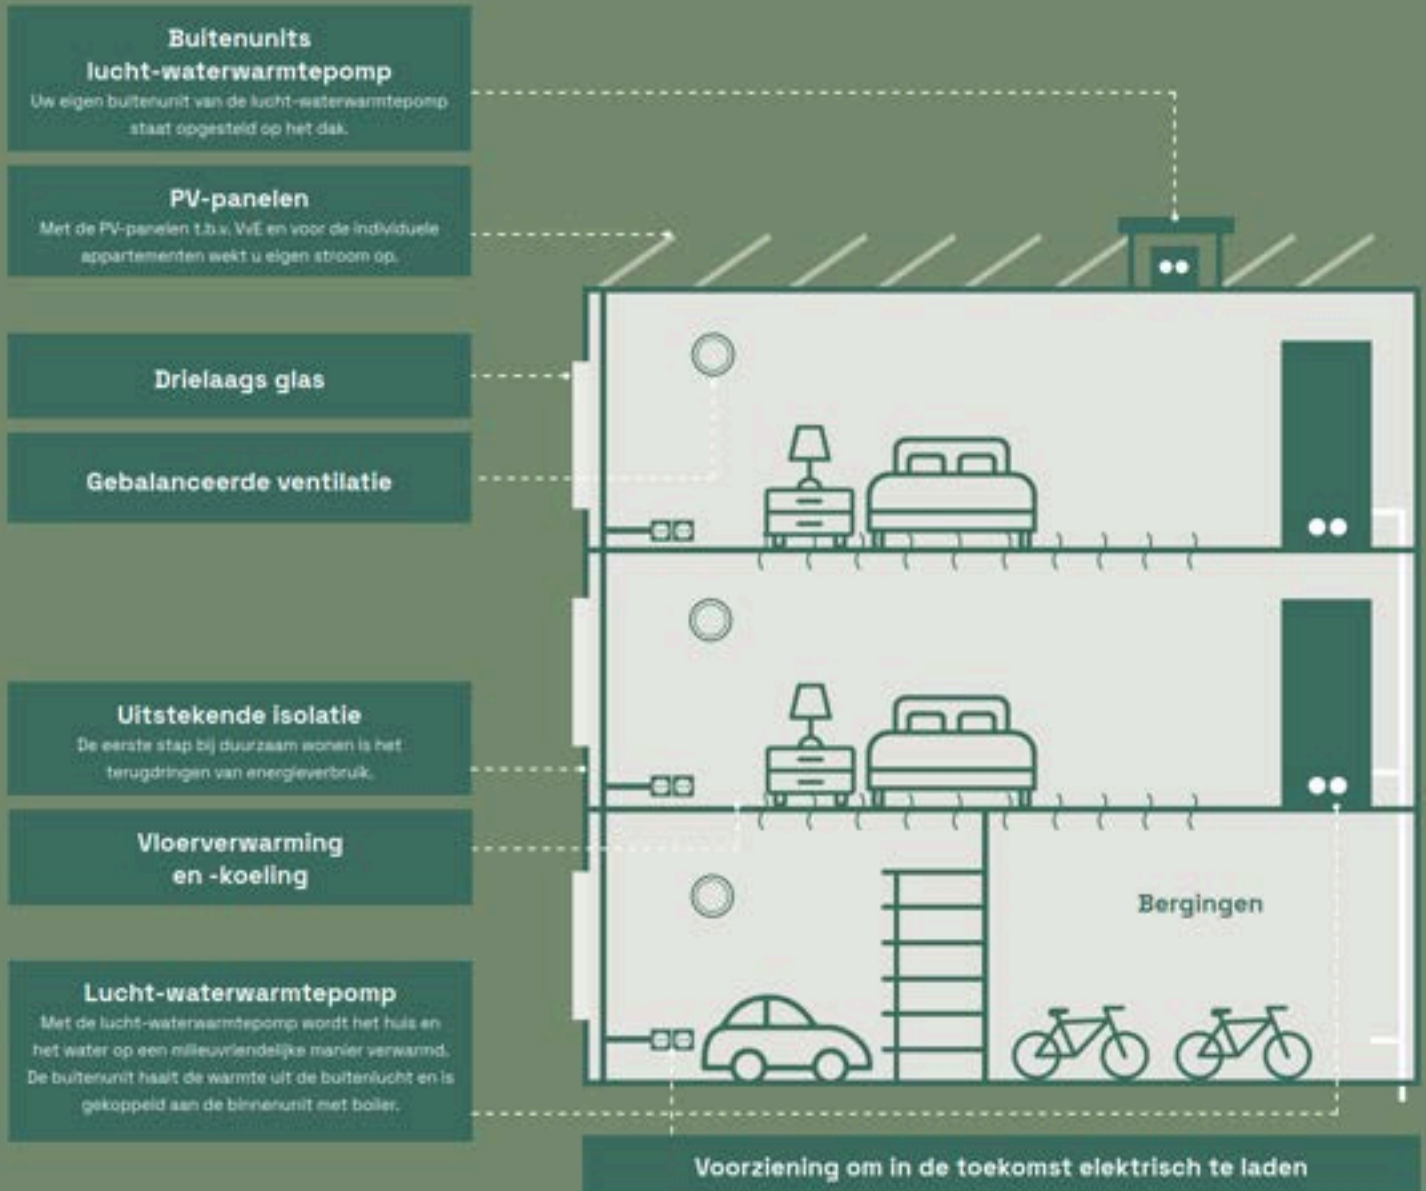 Buitenunits
lucht-waterwarmtepomp
Uw eigen buitenunit van de lucht-waterwarmtepomp
staat opgesteld op het dak.
PV-panelen
Met de PV-panelen t.b.v. VvE en voor de individuele
appartementen wekt u eigen stroom op.
Drielaags glas
Gebalanceerde ventilatie
Uitstekende isolatie
De eerste stap bij duurzaam wonen is het
terugdringen van energieverbruik.
Vloerverwarming
en -koeling
Bergingen
Lucht-waterwarmtepomp
Met de lucht-waterwarmtepomp wordt het huis en
het water op een milieuvriendelijke manier verwarmd.
De buitenunit haalt de warmte uit de buitenlucht en is
gekoppeld aan de binnenunit met boiler.
Voorziening om in de toekomst elektrisch te laden